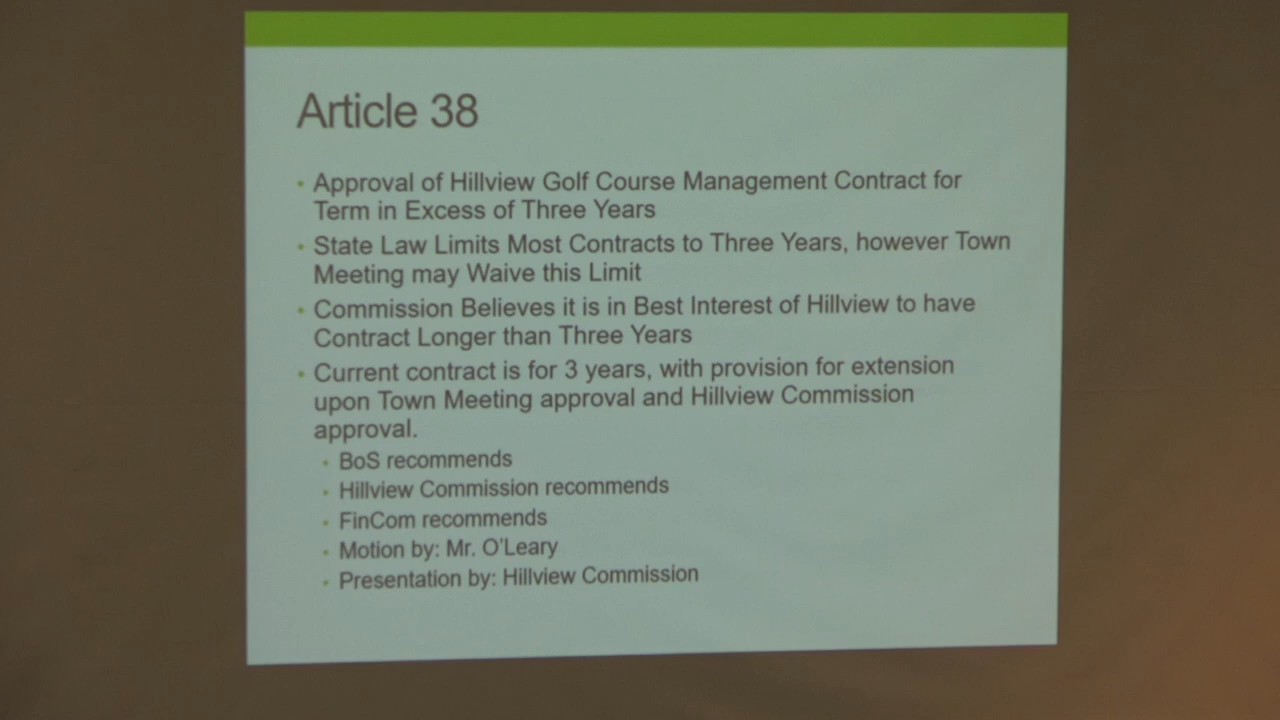 Article 38
• Approval of Hillview Golf Course Management Contract for
Term in Excess of Three Years
• State Law Limits Most Contracts to Three Years, however Town
Meeting may Waive this Limit
• Commission Believes it is in Best Interest of Hillview to have
Contract Longer than Three Years
• Current contract is for 3 years, with provision for extension
upon Town Meeting approval and Hillview Commission
approval.
• BoS recommends
• Hillview Commission recommends
• FinCom recommends
• Motion by: Mr. O'Leary
• Presentation by: Hillview Commission